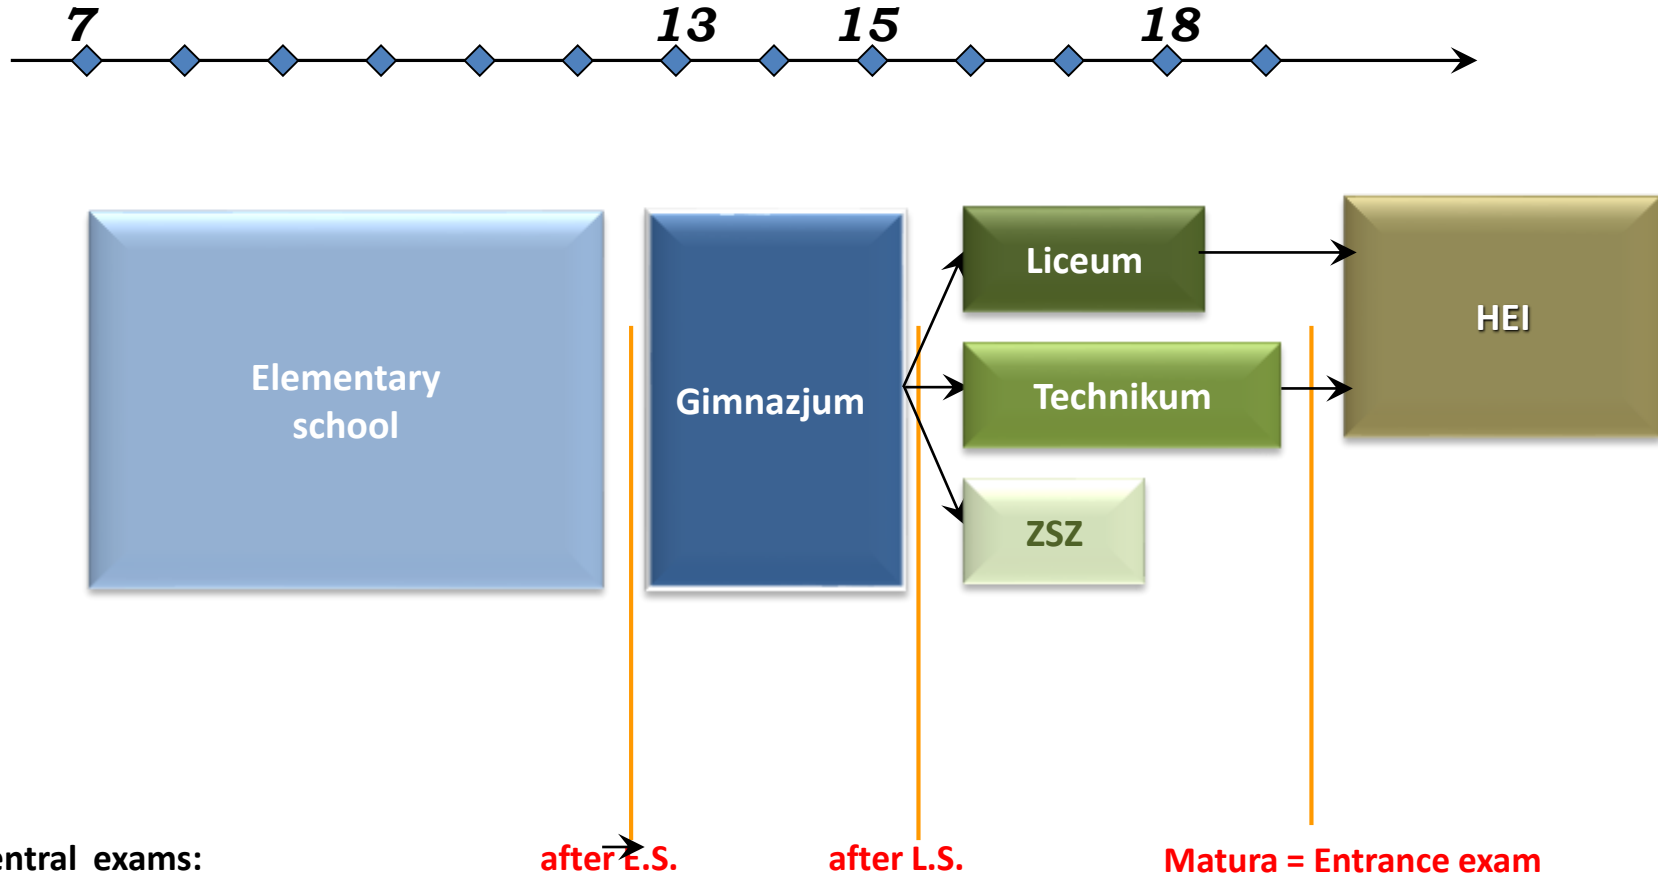 7 13 15 18
Liceum
HEI
Elementary
school
Gimnazjum
Technikum
ZSZ
entral exams: after E.S. after L.S. Matura = Entrance exam